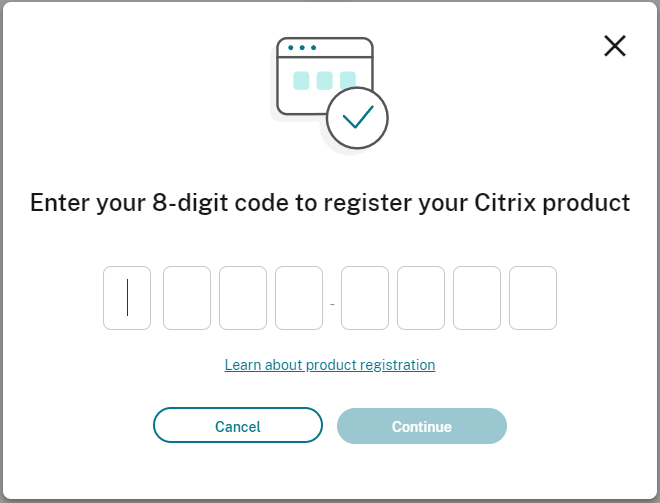 Enter your 8-digit code to register your Citrix product
-
Learn about product registration
Cancel
Continue